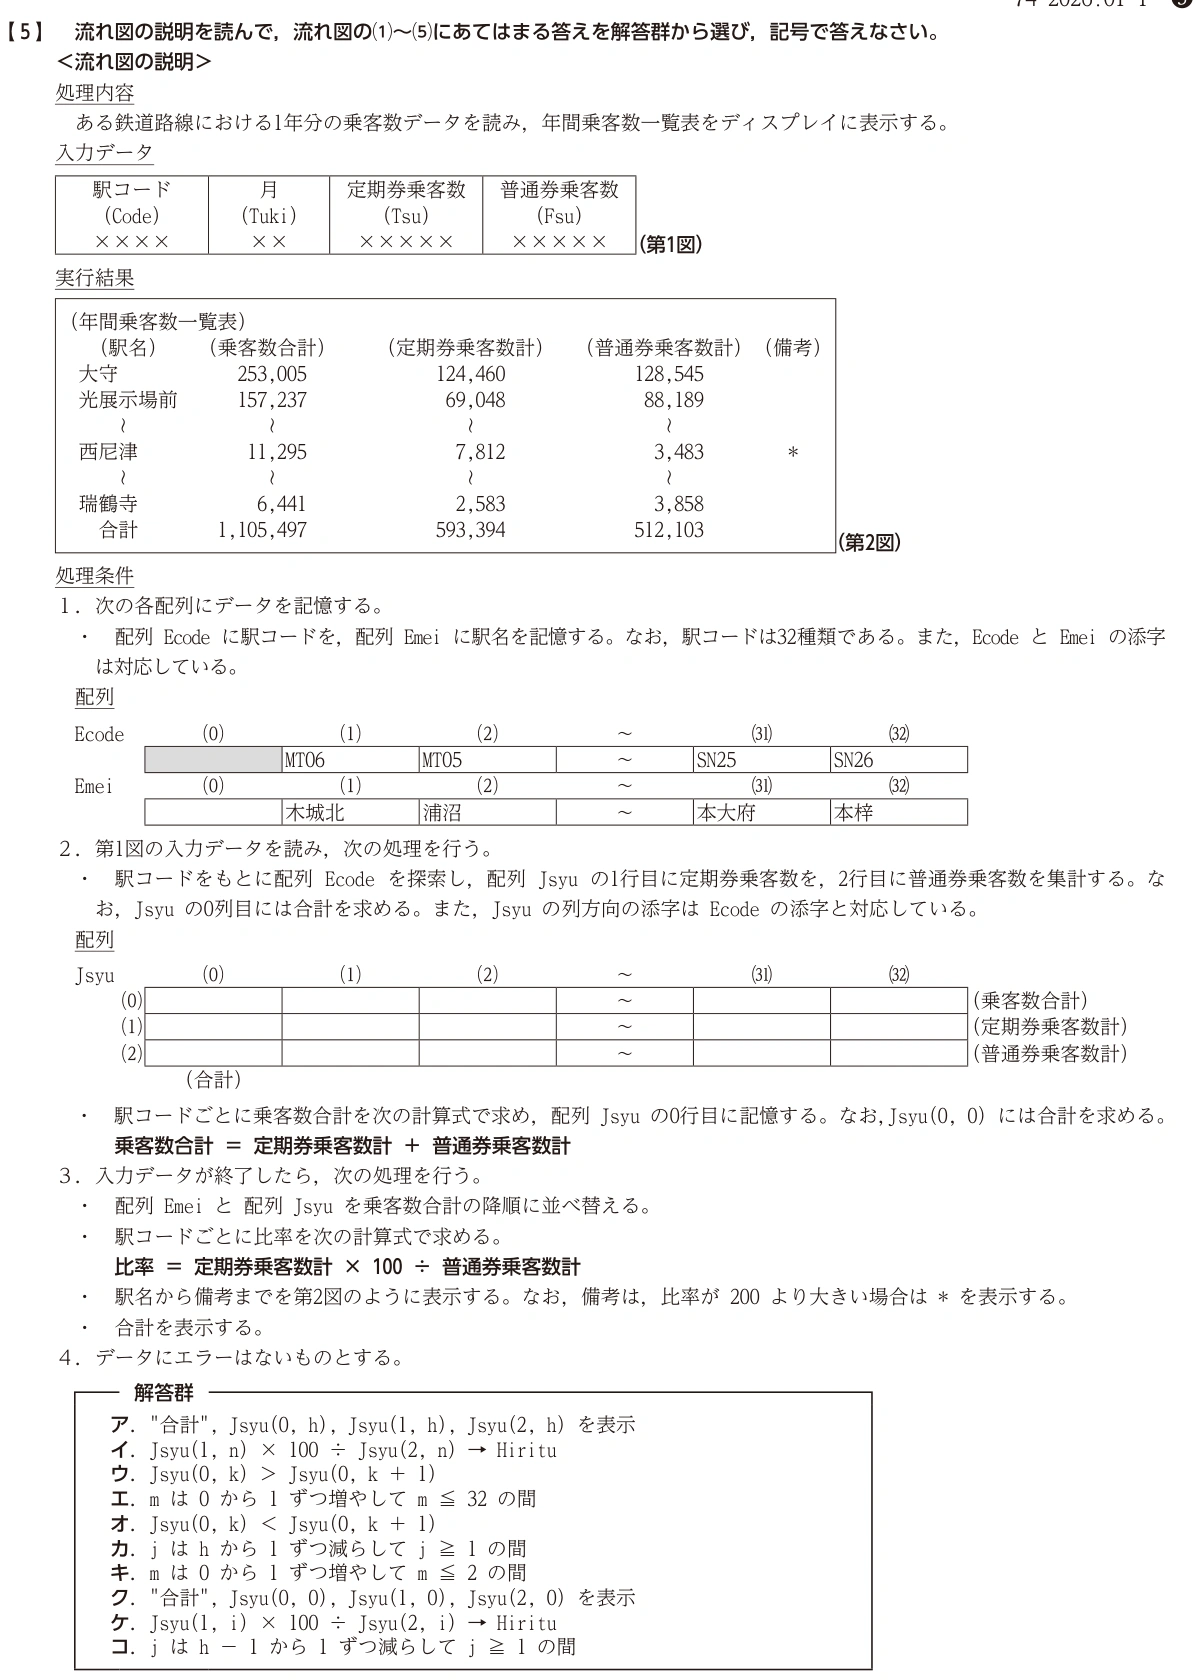 【5】 流れ図の説明を読んで，流れ図の⑴～⑸にあてはまる答えを解答群から選び，記号で答えなさい。
＜流れ図の説明＞
処理内容
ある鉄道路線における1年分の乗客数データを読み，年間乗客数一覧表をディスプレイに表示する。
入力データ
駅コード 月 定期券乗客数 普通券乗客数
(Code) (Tuki) (Tsu) (Fsu)
×××× ×× ××××× ××××× (第1図)
実行結果
(年間乗客数一覧表)
(駅名) (乗客数合計) (定期券乗客数計) (普通券乗客数計) (備考)
大守 253,005 124,460 128,545
光展示場前 157,237 69,048 88,189
～ ～ ～ ～
西尼津 11,295 7,812 3,483 ＊
～ ～ ～ ～
瑞鶴寺 6,441 2,583 3,858
合計 1,105,497 593,394 512,103
(第2図)
処理条件
1．次の各配列にデータを記憶する。
・ 配列 Ecode に駅コードを，配列 Emei に駅名を記憶する。なお，駅コードは32種類である。また，Ecode と Emei の添字
は対応している。
配列
Ecode (0) (1) (2) ～ (31) (32)
MT06 MT05 ～ SN25 SN26
Emei (0) (1) (2) ～ (31) (32)
木城北 浦沼 ～ 本大府 本梓
2．第1図の入力データを読み，次の処理を行う。
・ 駅コードをもとに配列 Ecode を探索し，配列 Jsyu の1行目に定期券乗客数を，2行目に普通券乗客数を集計する。な
お，Jsyu の0列目には合計を求める。また，Jsyu の列方向の添字は Ecode の添字と対応している。
配列
Jsyu (0) (1) (2) ～ (31) (32)
(0) ～ (乗客数合計)
(1) ～ (定期券乗客数計)
(2) ～ (普通券乗客数計)
(合計)
・ 駅コードごとに乗客数合計を次の計算式で求め，配列 Jsyu の0行目に記憶する。なお，Jsyu(0, 0) には合計を求める。
乗客数合計 ＝ 定期券乗客数計 ＋ 普通券乗客数計
3．入力データが終了したら，次の処理を行う。
・ 配列 Emei と 配列 Jsyu を乗客数合計の降順に並べ替える。
・ 駅コードごとに比率を次の計算式で求める。
比率 ＝ 定期券乗客数計 × 100 ÷ 普通券乗客数計
・ 駅名から備考までを第2図のように表示する。なお，備考は，比率が 200 より大きい場合は ＊ を表示する。
・ 合計を表示する。
4．データにエラーはないものとする。
解答群
ア．"合計", Jsyu(0, h), Jsyu(1, h), Jsyu(2, h) を表示
イ．Jsyu(1, n) × 100 ÷ Jsyu(2, n) → Hiritu
ウ．Jsyu(0, k) ＞ Jsyu(0, k + 1)
エ．m は 0 から 1 ずつ増やして m ≦ 32 の間
オ．Jsyu(0, k) ＜ Jsyu(0, k + 1)
カ．j は h から 1 ずつ減らして j ≧ 1 の間
キ．m は 0 から 1 ずつ増やして m ≦ 2 の間
ク．"合計", Jsyu(0, 0), Jsyu(1, 0), Jsyu(2, 0) を表示
ケ．Jsyu(1, i) × 100 ÷ Jsyu(2, i) → Hiritu
コ．j は h － 1 から 1 ずつ減らして j ≧ 1 の間